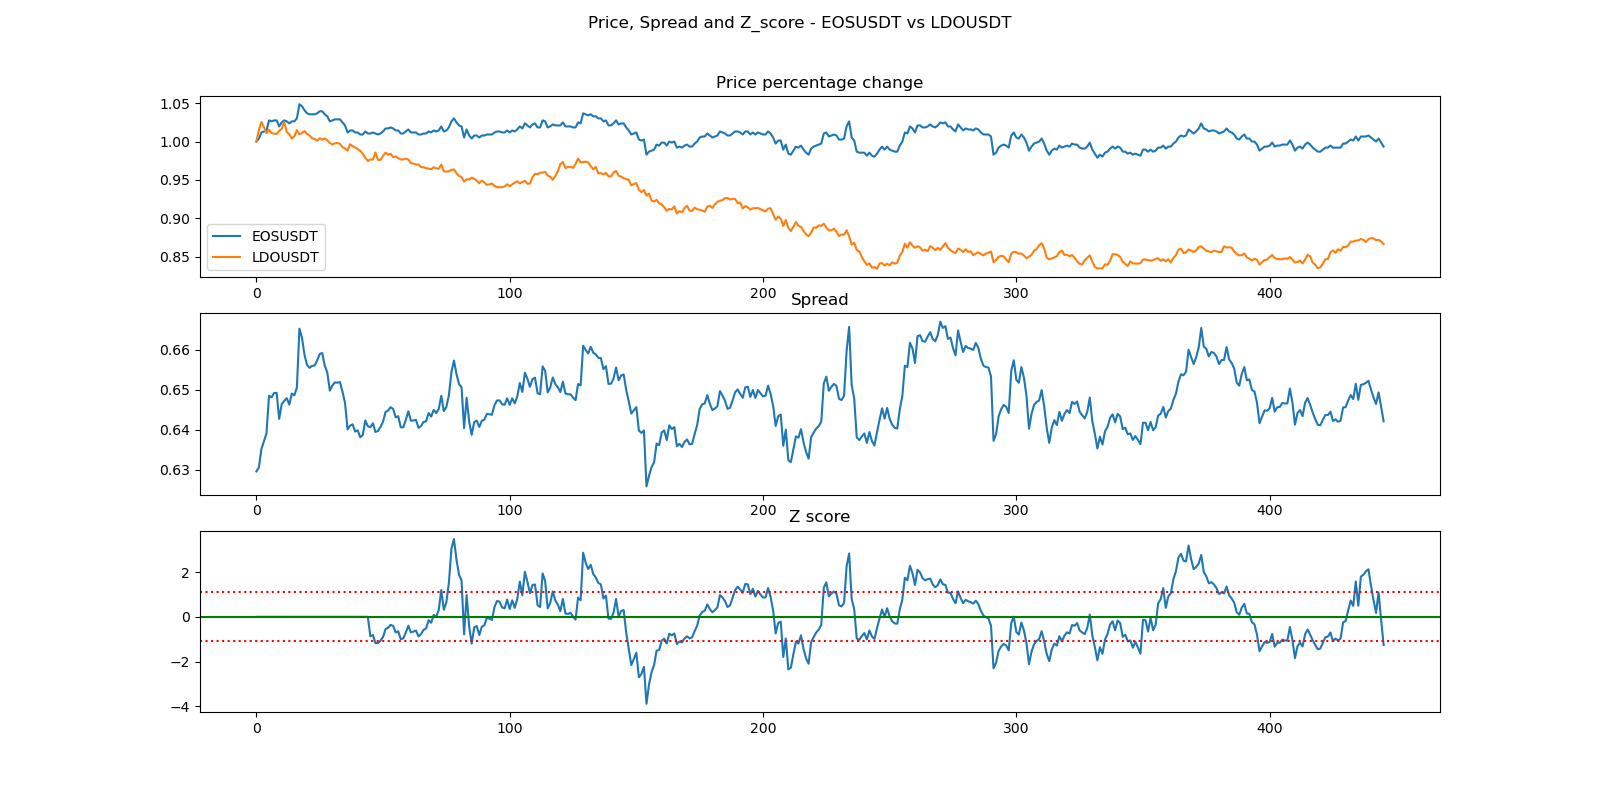 Price, Spread and Z_score - EOSUSDT vs LDOUSDT
Price percentage change
1.05
1.00
0.95
0.90
0.85
EOSUSDT
LDOUSDT
0 100 200 300 400
Spread
0.66
0.65
0.64
0.63
0 100 200 300 400
Z score
2
0
−2
−4
0 100 200 300 400